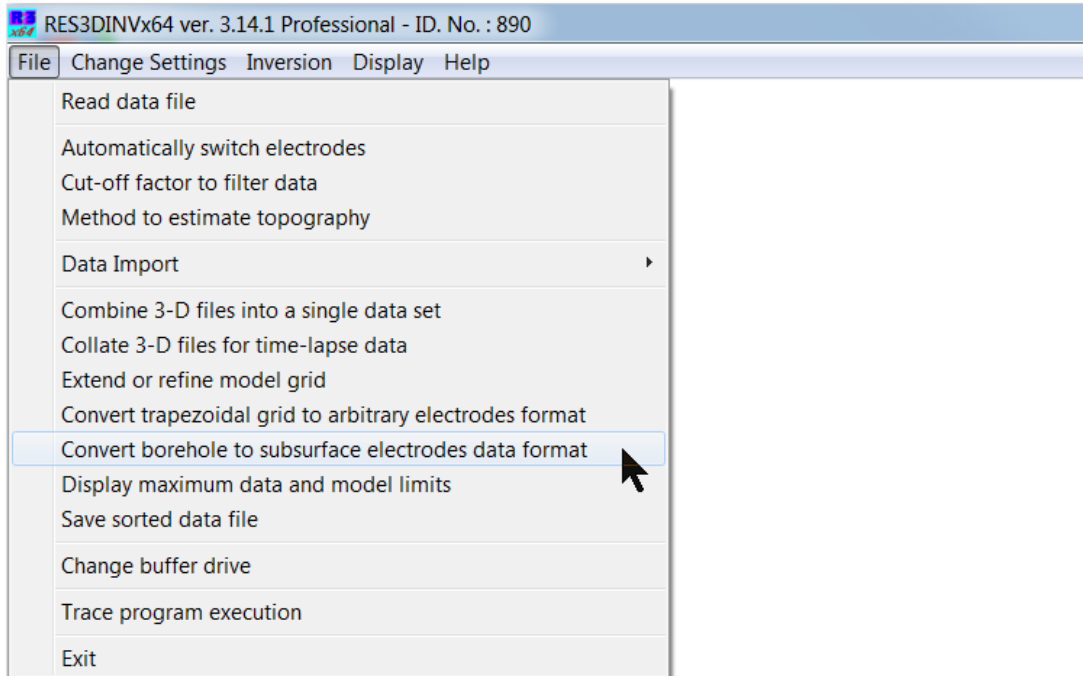 R3
x64
RES3DINVx64 ver. 3.14.1 Professional - ID. No. : 890
File Change Settings Inversion Display Help
Read data file
Automatically switch electrodes
Cut-off factor to filter data
Method to estimate topography
Data Import
Combine 3-D files into a single data set
Collate 3-D files for time-lapse data
Extend or refine model grid
Convert trapezoidal grid to arbitrary electrodes format
Convert borehole to subsurface electrodes data format
Display maximum data and model limits
Save sorted data file
Change buffer drive
Trace program execution
Exit